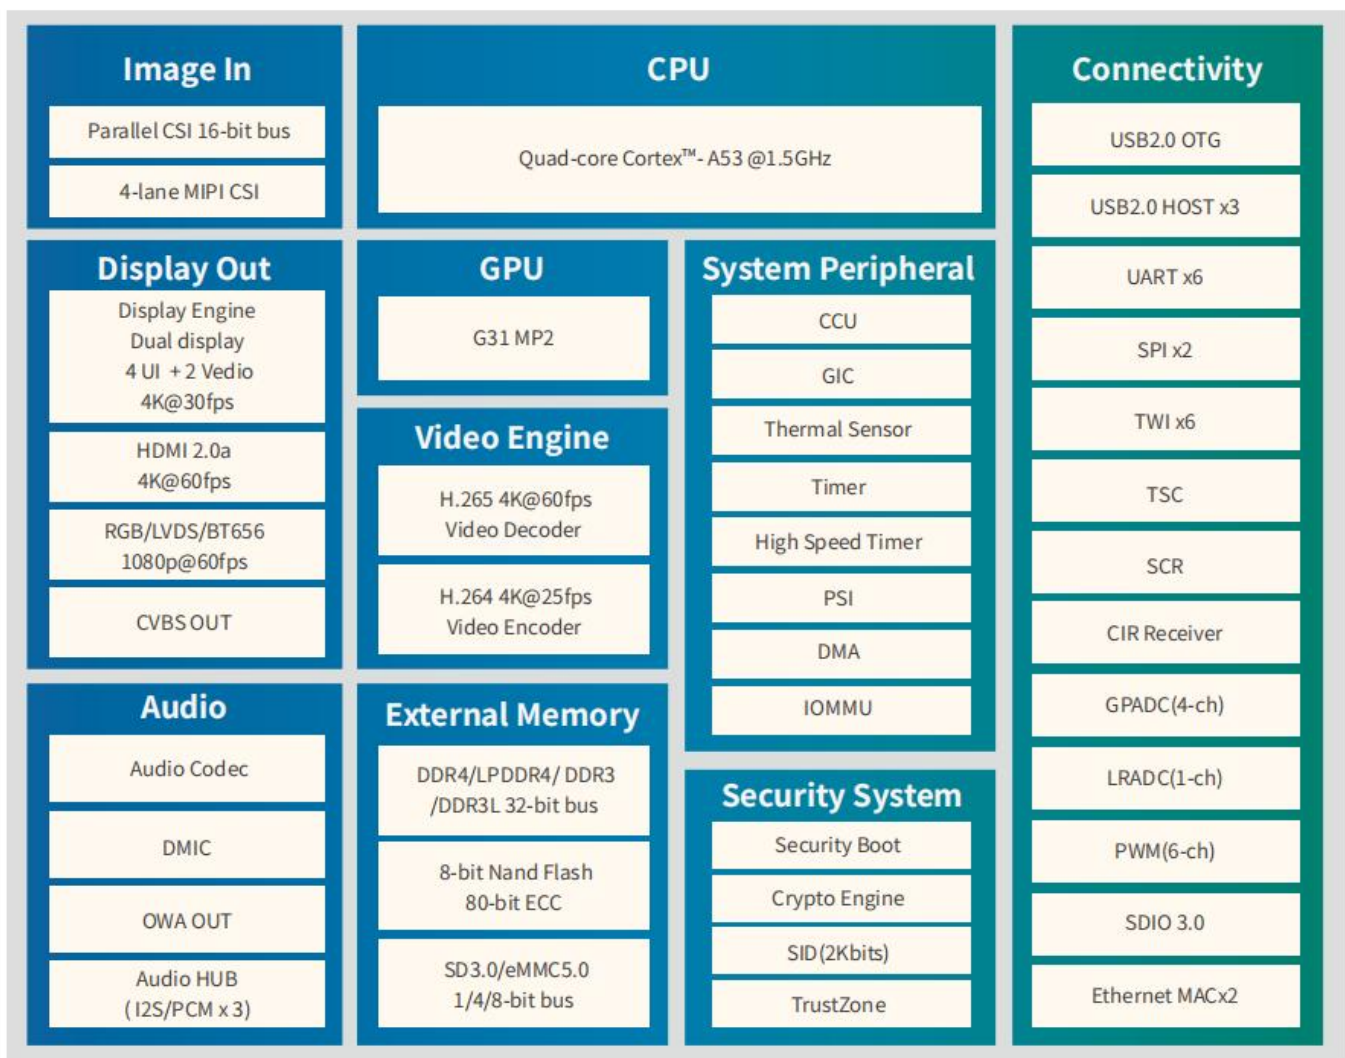 Image In
Parallel CSI 16-bit bus
4-lane MIPI CSI
CPU
Quad-core Cortex™- A53 @1.5GHz
Connectivity
USB2.0 OTG
USB2.0 HOST x3
UART x6
SPI x2
TWI x6
TSC
SCR
CIR Receiver
GPADC(4-ch)
LRADC(1-ch)
PWM(6-ch)
SDIO 3.0
Ethernet MACx2
Display Out
Display Engine
Dual display
4 UI + 2 Vedio
4K@30fps
HDMI 2.0a
4K@60fps
RGB/LVDS/BT656
1080p@60fps
CVBS OUT
GPU
G31 MP2
Video Engine
H.265 4K@60fps
Video Decoder
H.264 4K@25fps
Video Encoder
System Peripheral
CCU
GIC
Thermal Sensor
Timer
High Speed Timer
PSI
DMA
IOMMU
Audio
Audio Codec
DMIC
OWA OUT
Audio HUB
( I2S/PCM x 3)
External Memory
DDR4/LPDDR4/ DDR3
/DDR3L 32-bit bus
8-bit Nand Flash
80-bit ECC
SD3.0/eMMC5.0
1/4/8-bit bus
Security System
Security Boot
Crypto Engine
SID(2Kbits)
TrustZone